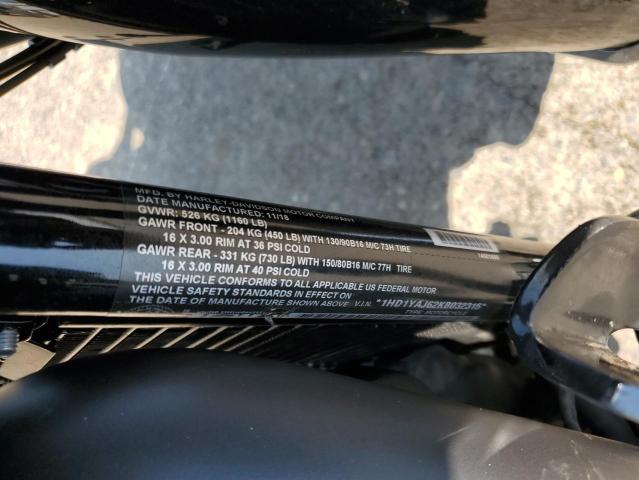 MFD. BY HARLEY-DAVIDSON MOTOR COMPANY
DATE MANUFACTURED: 11/18
GVWR: 526 KG (1160 LB)
GAWR FRONT - 204 KG (450 LB) WITH 130/90B16 M/C 73H TIRE
16 X 3.00 RIM AT 36 PSI COLD
GAWR REAR - 331 KG (730 LB) WITH 150/80B16 M/C 77H TIRE
16 X 3.00 RIM AT 40 PSI COLD
THIS VEHICLE CONFORMS TO ALL APPLICABLE US FEDERAL MOTOR
VEHICLE SAFETY STANDARDS IN EFFECT ON
THE DATE OF MANUFACTURE SHOWN ABOVE V.I.N. *1HD1YAJ62KB032315*
TYPE: MOTORCYCLE